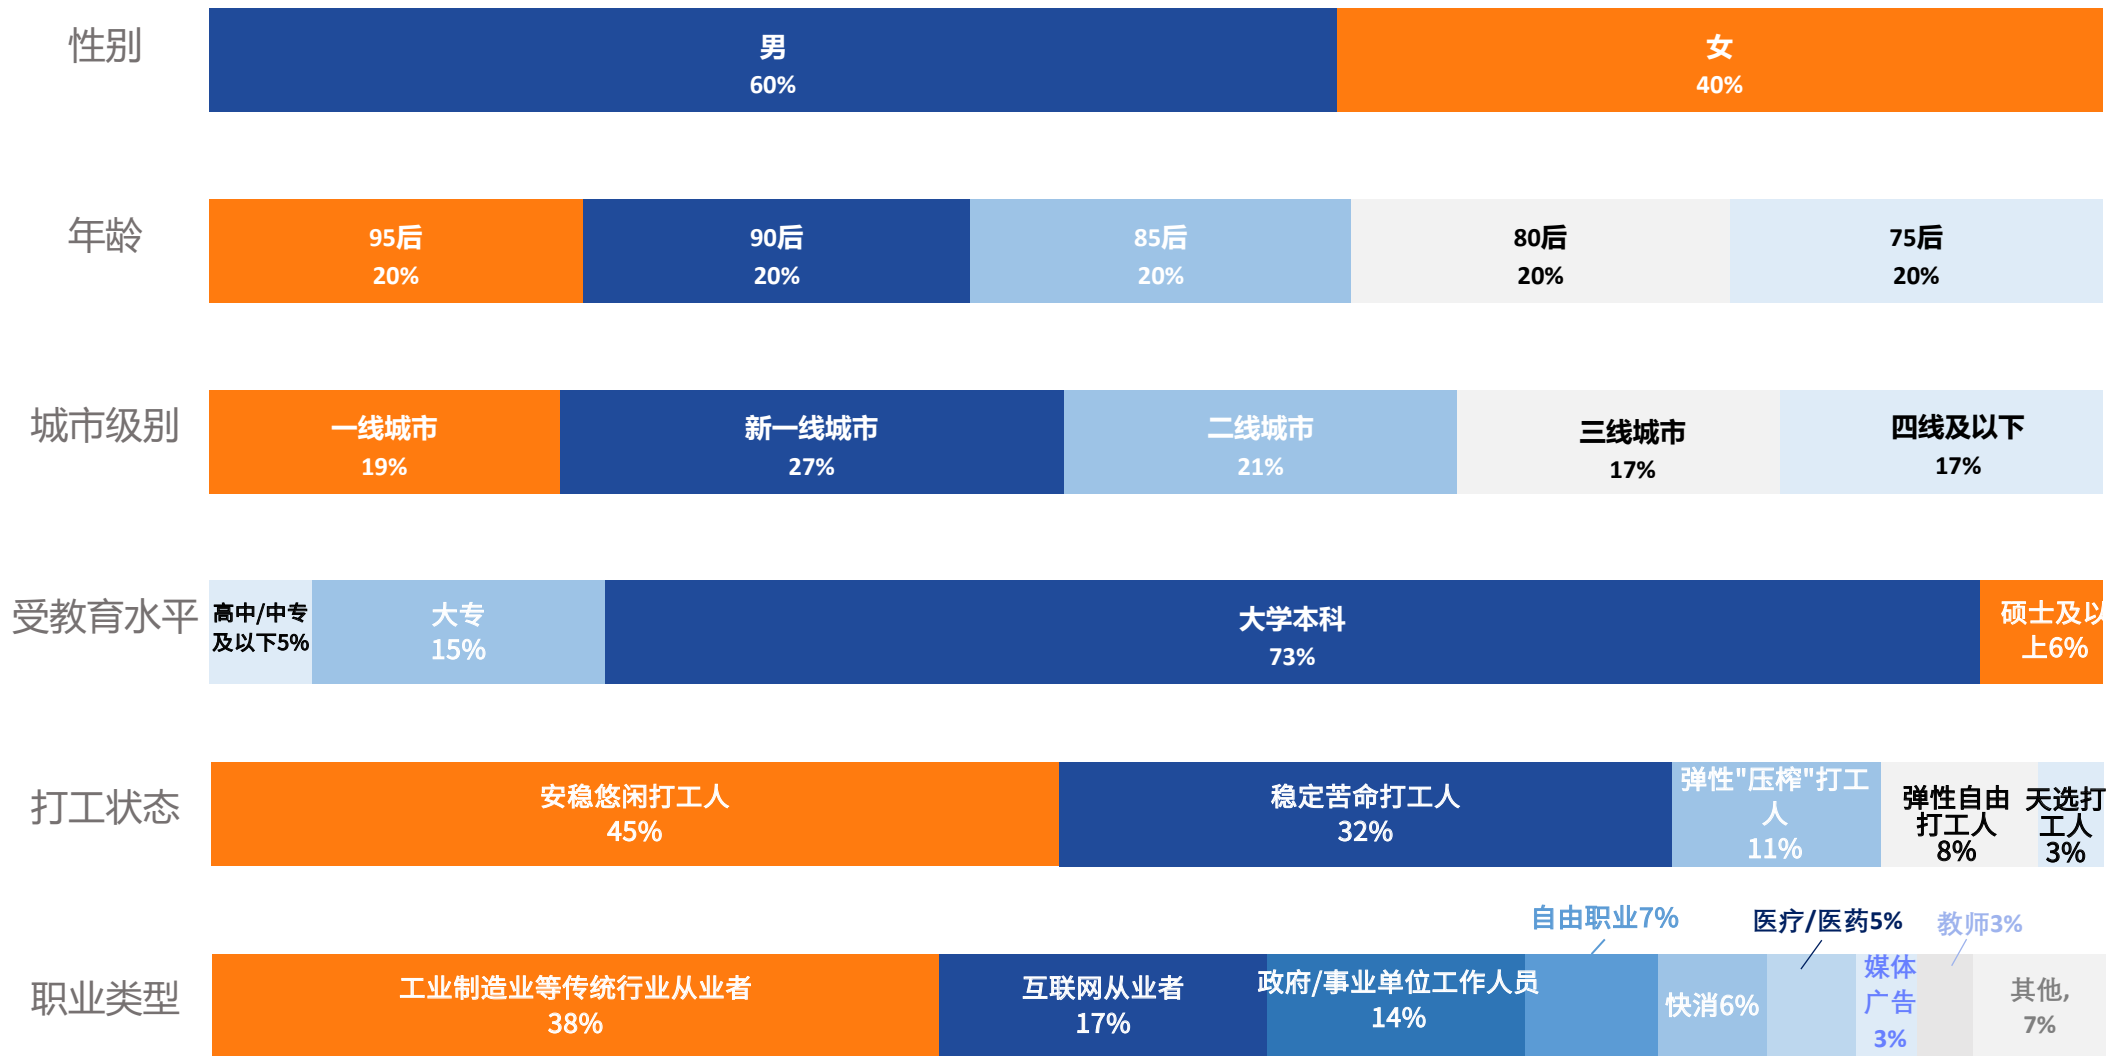 性别
男
60%
女
40%
年龄
95后
20%
90后
20%
85后
20%
80后
20%
75后
20%
城市级别
一线城市
19%
新一线城市
27%
二线城市
21%
三线城市
17%
四线及以下
17%
受教育水平
高中/中专
及以下5%
大专
15%
大学本科
73%
硕士及以
上6%
打工状态
安稳悠闲打工人
45%
稳定苦命打工人
32%
弹性"压榨"打工
人
11%
弹性自由
打工人
8%
天选打
工人
3%
职业类型
工业制造业等传统行业从业者
38%
互联网从业者
17%
政府/事业单位工作人员
14%
自由职业7%
快消6%
医疗/医药5%
媒体
广告
3%
教师3%
其他,
7%